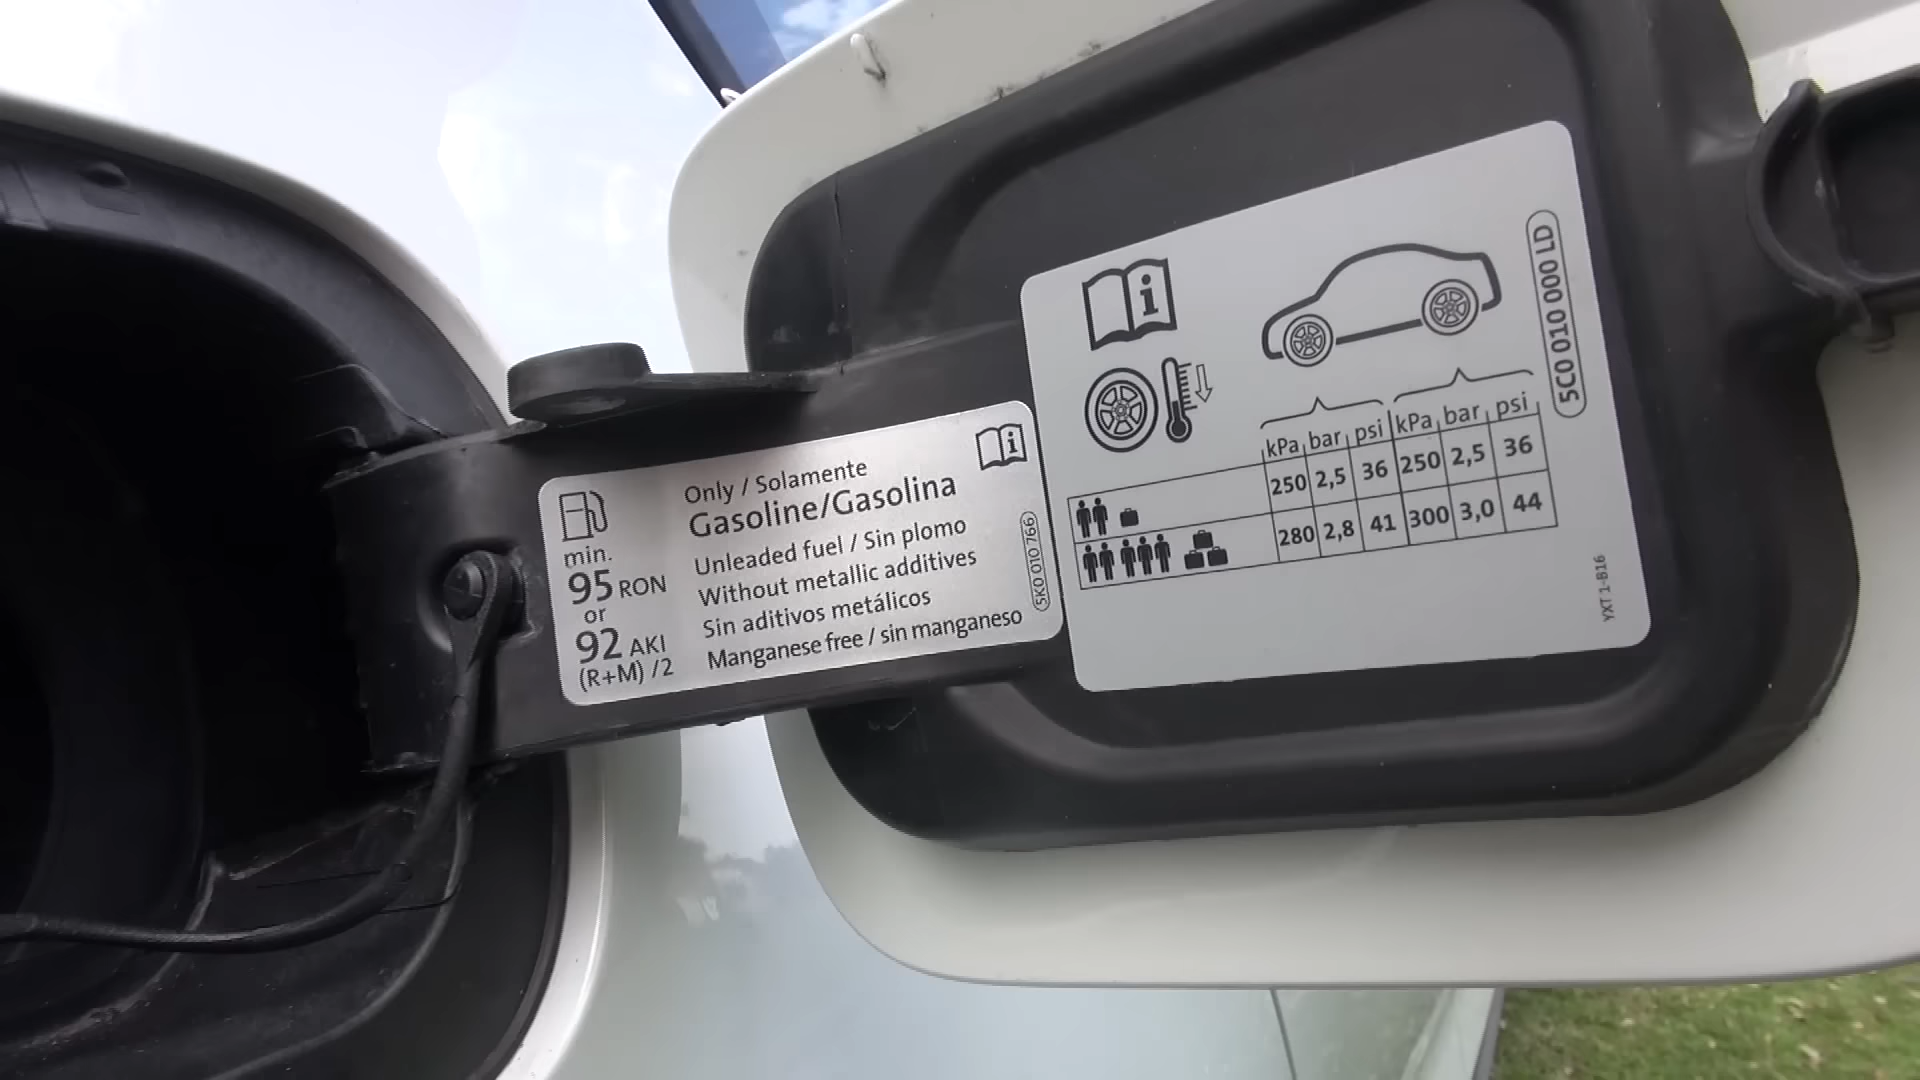 min.
95 RON
or
92 AKI
(R+M) /2
Only / Solamente
Gasoline/Gasolina
Unleaded fuel / Sin plomo
Without metallic additives
Sin aditivos metálicos
Manganese free / sin manganeso
5K0 010 766
kPa bar psi kPa bar psi
250 2,5 36 250 2,5 36
280 2,8 41 300 3,0 44
5C0 010 000 LD
YXT 1-B16